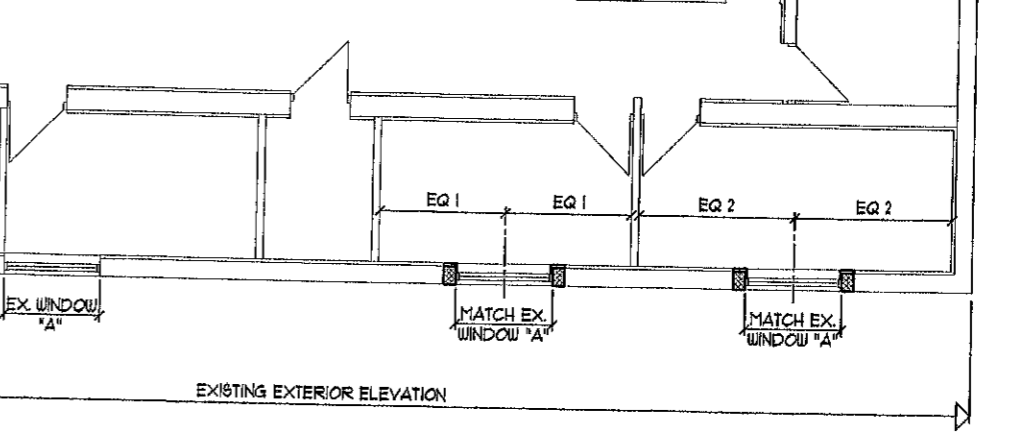 EQ 1
EQ 1
EQ 2
EQ 2
EX. WINDOW
"A"
MATCH EX.
WINDOW "A"
MATCH EX.
WINDOW "A"
EXISTING EXTERIOR ELEVATION